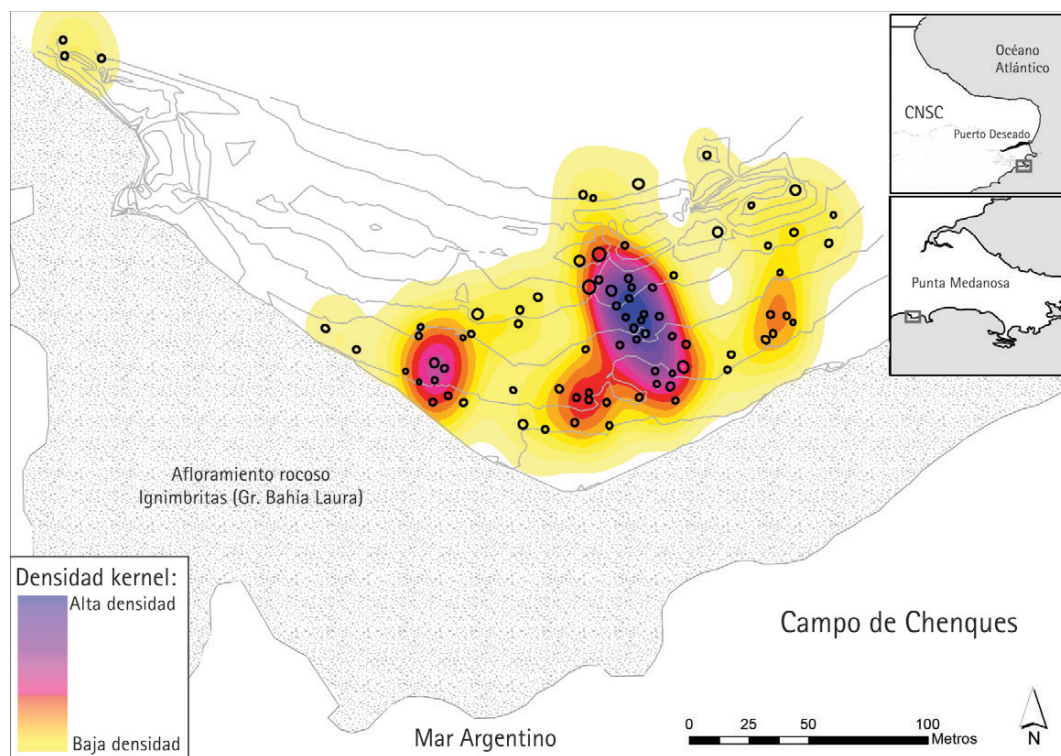 Océano
Atlántico
CNSC
Puerto Deseado
Punta Medanosa
Afloramiento rocoso
Ignimbritas (Gr. Bahía Laura)
Densidad kernel:
Alta densidad
Baja densidad
Campo de Chenques
Mar Argentino
0 25 50 100
Metros
N